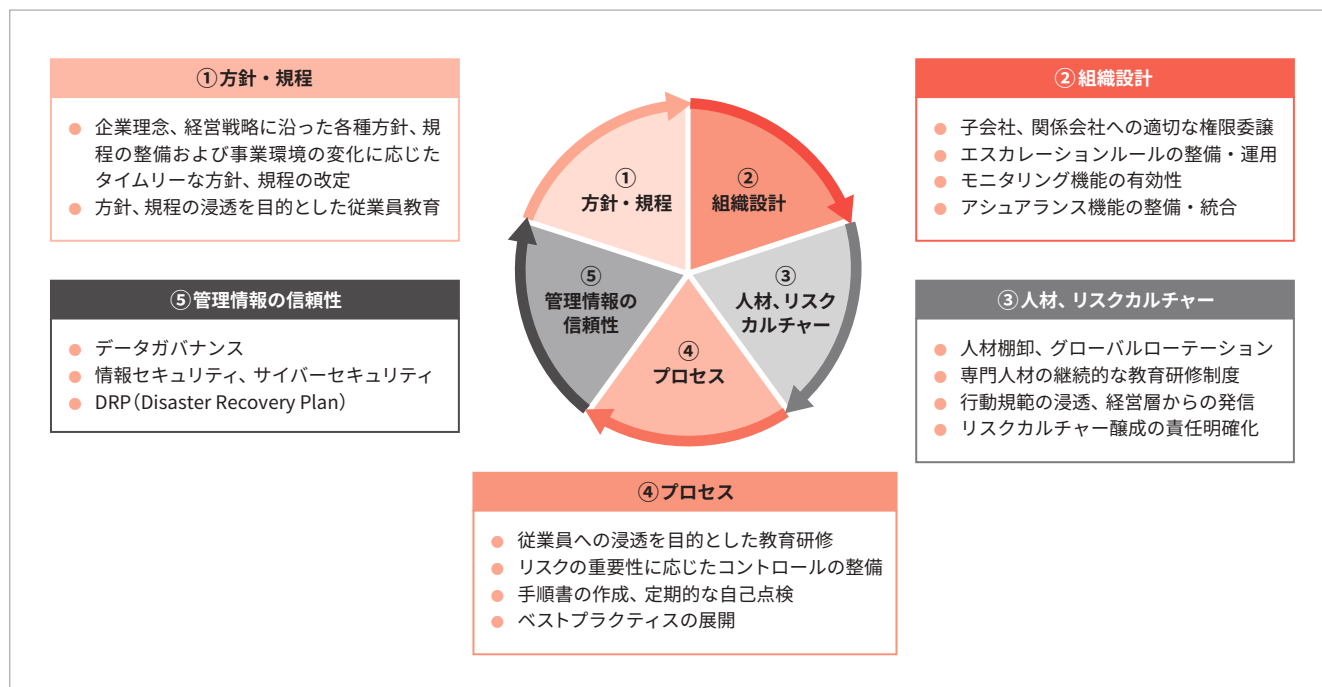 ①方針・規程
● 企業理念、経営戦略に沿った各種方針、規
程の整備および事業環境の変化に応じた
タイムリーな方針、規程の改定
● 方針、規程の浸透を目的とした従業員教育
②組織設計
● 子会社、関係会社への適切な権限委譲
● エスカレーションルールの整備・運用
● モニタリング機能の有効性
● アシュアランス機能の整備・統合
①
方針・規程
②
組織設計
③
人材、リスク
カルチャー
④
プロセス
⑤
管理情報の
信頼性
⑤管理情報の信頼性
● データガバナンス
● 情報セキュリティ、サイバーセキュリティ
● DRP(Disaster Recovery Plan)
③人材、リスクカルチャー
● 人材棚卸、グローバルローテーション
● 専門人材の継続的な教育研修制度
● 行動規範の浸透、経営層からの発信
● リスクカルチャー醸成の責任明確化
④プロセス
● 従業員への浸透を目的とした教育研修
● リスクの重要性に応じたコントロールの整備
● 手順書の作成、定期的な自己点検
● ベストプラクティスの展開